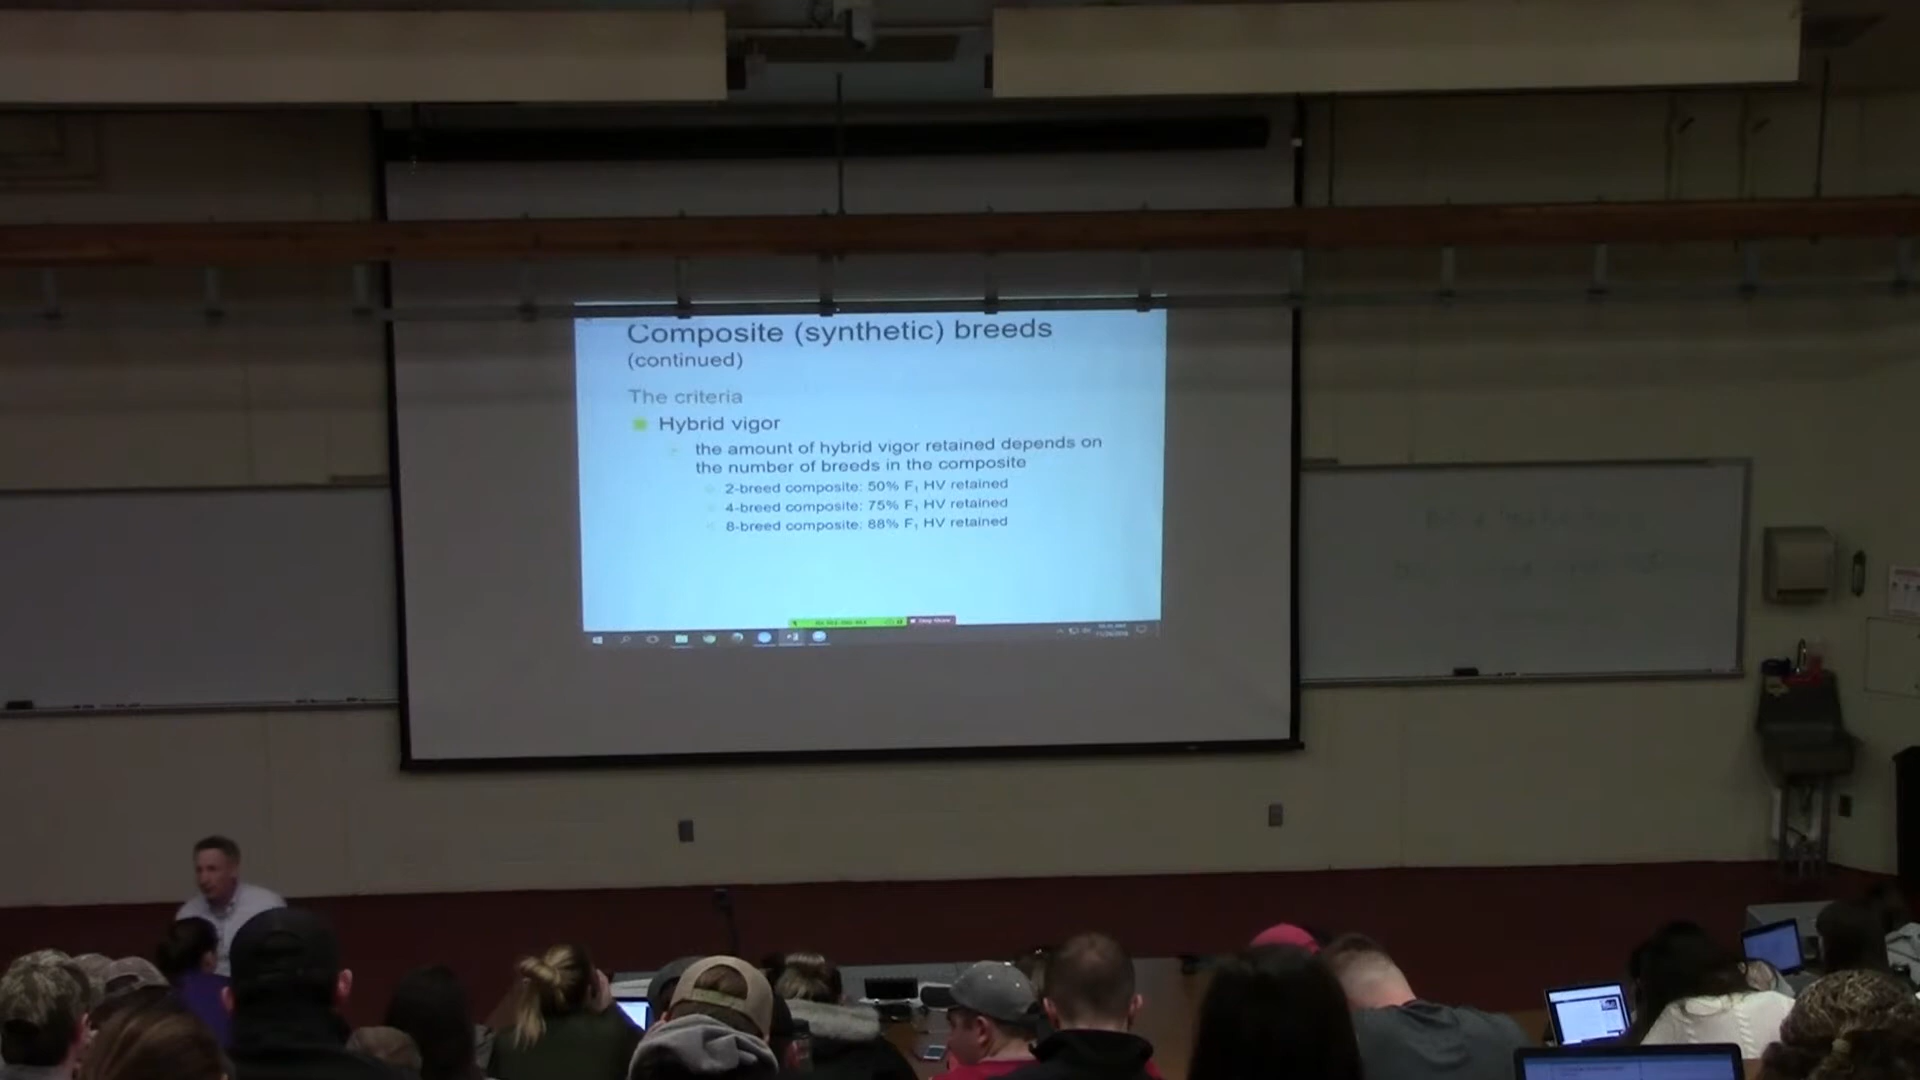 Composite (synthetic) breeds
(continued)
The criteria
Hybrid vigor
the amount of hybrid vigor retained depends on
the number of breeds in the composite
2-breed composite: 50% F₁ HV retained
4-breed composite: 75% F₁ HV retained
8-breed composite: 88% F₁ HV retained
Stop Share